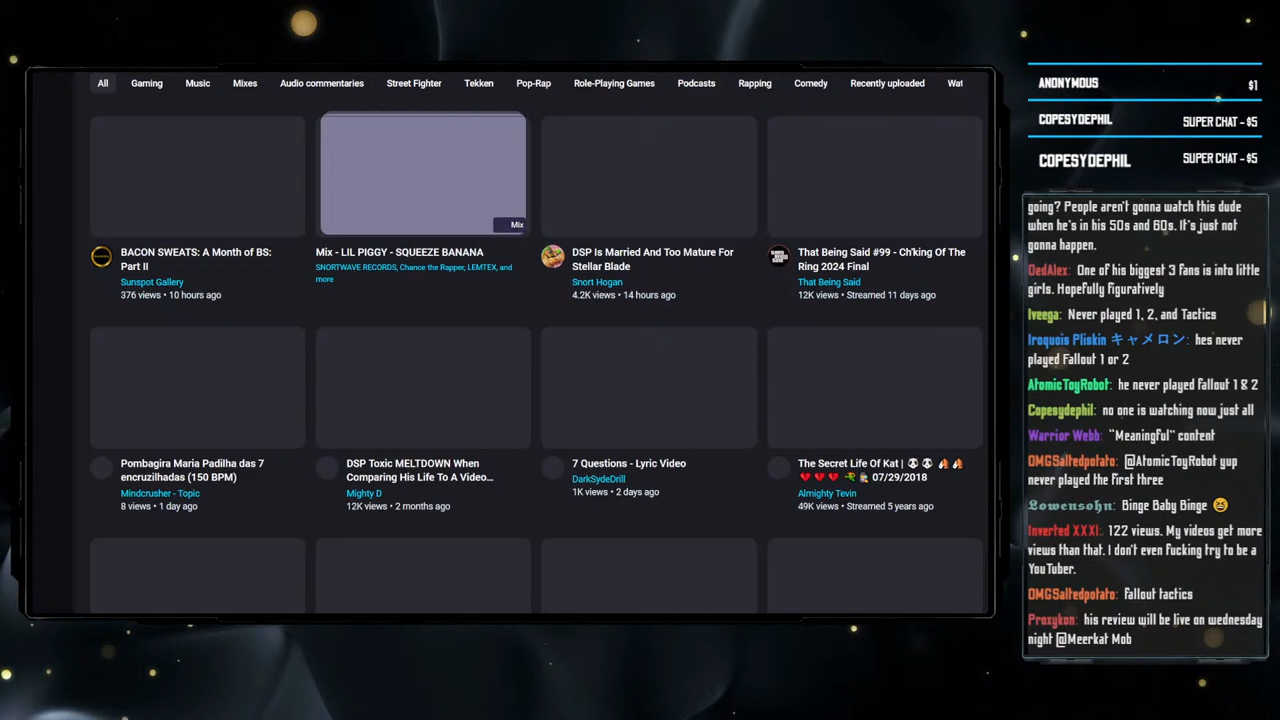 All
Gaming
Music
Mixes
Audio commentaries
Street Fighter
Tekken
Pop-Rap
Role-Playing Games
Podcasts
Rapping
Comedy
Recently uploaded
Wat
Mix
BACON SWEATS: A Month of BS:
Part II
Sunspot Gallery
376 views • 10 hours ago
Mix - LIL PIGGY - SQUEEZE BANANA
SNORTWAVE RECORDS, Chance the Rapper, LEMTEX, and
more
DSP Is Married And Too Mature For
Stellar Blade
Snort Hogan
4.2K views • 14 hours ago
That Being Said #99 - Ch'king Of The
Ring 2024 Final
That Being Said
12K views • Streamed 11 days ago
Pombagira Maria Padilha das 7
encruzilhadas (150 BPM)
Mindcrusher - Topic
8 views • 1 day ago
DSP Toxic MELTDOWN When
Comparing His Life To A Video...
Mighty D
12K views • 2 months ago
7 Questions - Lyric Video
DarkSydeDrill
1K views • 2 days ago
The Secret Life Of Kat | 🐼 🐼 🍂 🍂
💔 💔 💔 🔫 🕵 07/29/2018
Almighty Tevin
49K views • Streamed 5 years ago
ANONYMOUS $1
COPESYDEPHIL SUPER CHAT - $5
COPESYDEPHIL SUPER CHAT - $5
going? People aren't gonna watch this dude
when he's in his 50s and 60s. It's just not
gonna happen.
DedAlex: One of his biggest 3 fans is into little
girls. Hopefully figuratively
Iveega: Never played 1, 2, and Tactics
Iroquois Pliskin キャメロン: hes never
played Fallout 1 or 2
AtomicToyRobot: he never played fallout 1 & 2
Copesydephil: no one is watching now just all
Warrior Webb: "Meaningful" content
OMGSaltedpotato: @AtomicToyRobot yup
never played the first three
𝕷𝖔𝖜𝖊𝖓𝖘𝖔𝖍𝖓: Binge Baby Binge 😆
Inverted XXXI: 122 views. My videos get more
views than that. I don't even fucking try to be a
YouTuber.
OMGSaltedpotato: fallout tactics
Proxykon: his review will be live on wednesday
night @Meerkat Mob